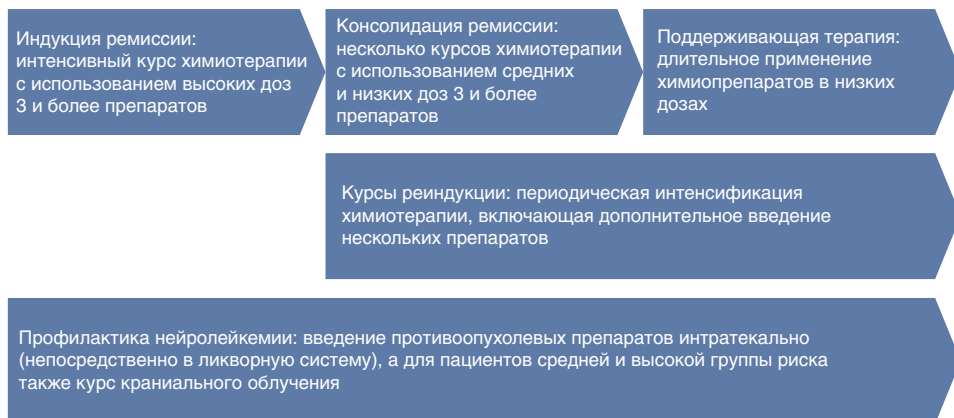 Индукция ремиссии:
интенсивный курс химиотерапии
с использованием высоких доз
3 и более препаратов
Консолидация ремиссии:
несколько курсов химиотерапии
с использованием средних
и низких доз 3 и более
препаратов
Поддерживающая терапия:
длительное применение
химиопрепаратов в низких
дозах
Курсы реиндукции: периодическая интенсификация
химиотерапии, включающая дополнительное введение
нескольких препаратов
Профилактика нейролейкемии: введение противоопухолевых препаратов интратекально
(непосредственно в ликворную систему), а для пациентов средней и высокой группы риска
также курс краниального облучения